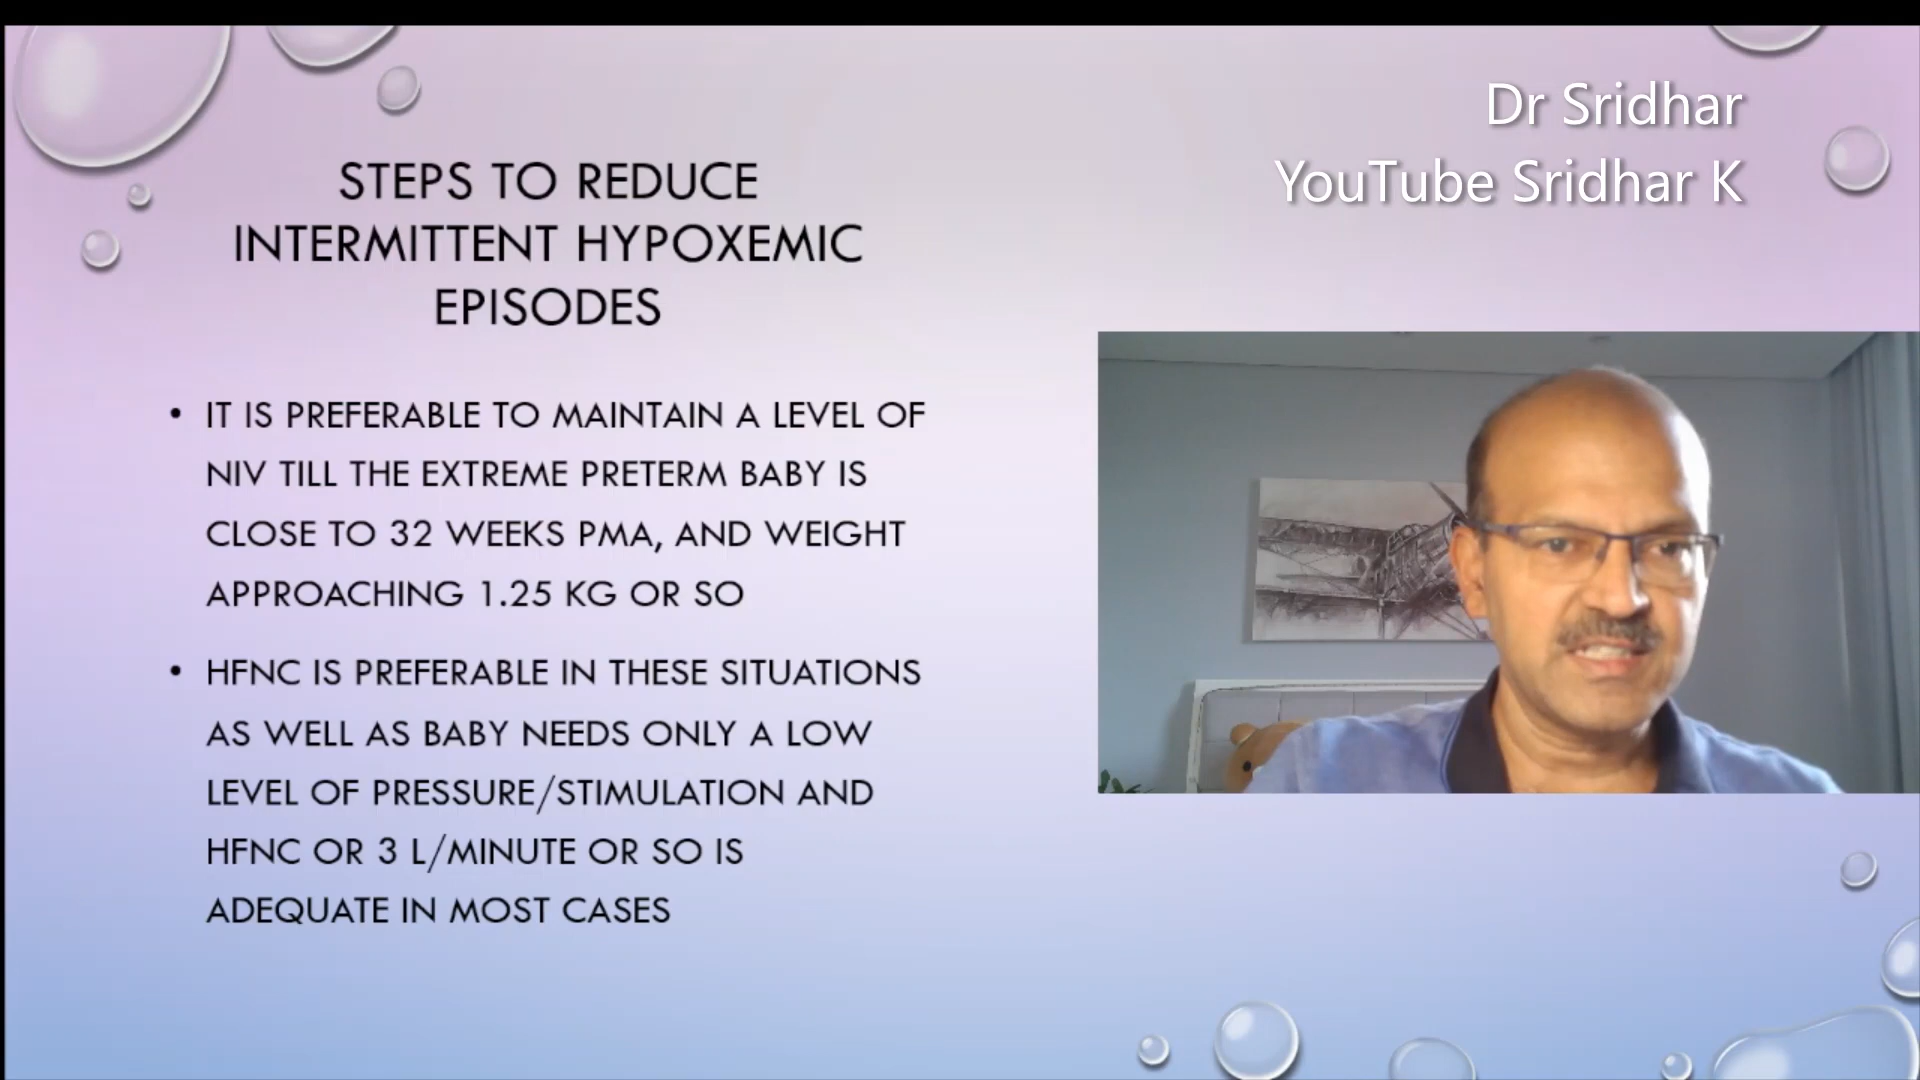 Dr Sridhar
YouTube Sridhar K
STEPS TO REDUCE
INTERMITTENT HYPOXEMIC
EPISODES
• IT IS PREFERABLE TO MAINTAIN A LEVEL OF
NIV TILL THE EXTREME PRETERM BABY IS
CLOSE TO 32 WEEKS PMA, AND WEIGHT
APPROACHING 1.25 KG OR SO
• HFNC IS PREFERABLE IN THESE SITUATIONS
AS WELL AS BABY NEEDS ONLY A LOW
LEVEL OF PRESSURE/STIMULATION AND
HFNC OR 3 L/MINUTE OR SO IS
ADEQUATE IN MOST CASES